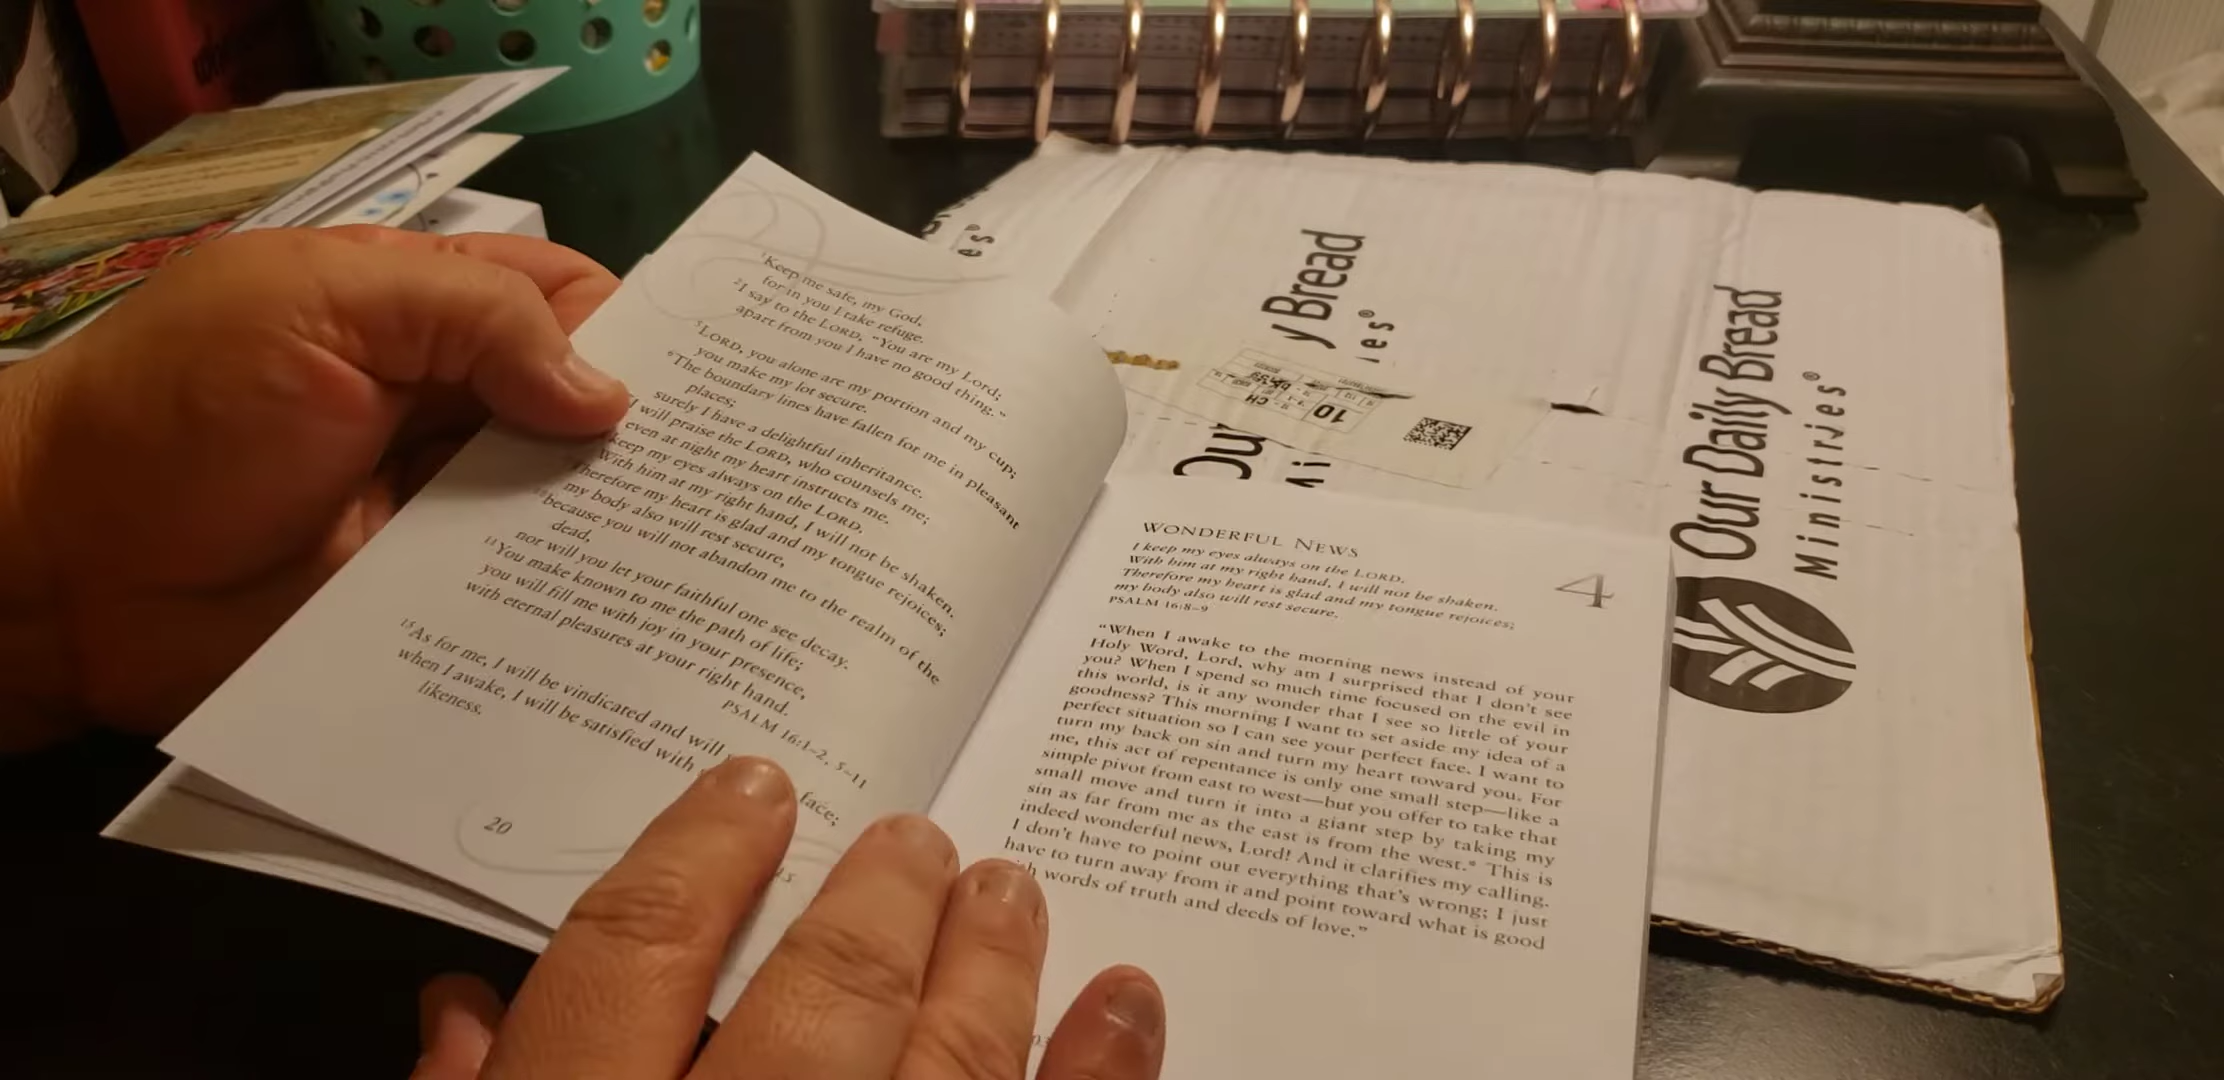 ¹Keep me safe, my God,
for in you I take refuge.
²I say to the LORD, "You are my Lord;
apart from you I have no good thing."
⁵LORD, you alone are my portion and my cup;
you make my lot secure.
⁶The boundary lines have fallen for me in pleasant
places;
surely I have a delightful inheritance.
I will praise the LORD, who counsels me;
even at night my heart instructs me.
keep my eyes always on the LORD.
With him at my right hand, I will not be shaken.
Therefore my heart is glad and my tongue rejoices;
my body also will rest secure,
because you will not abandon me to the realm of the
dead,
nor will you let your faithful one see decay.
¹¹You make known to me the path of life;
you will fill me with joy in your presence,
with eternal pleasures at your right hand.
PSALM 16:1–2, 5–11
¹⁵As for me, I will be vindicated and will face;
when I awake, I will be satisfied with
likeness.
20
WONDERFUL NEWS
4
I keep my eyes always on the LORD.
With him at my right hand, I will not be shaken.
Therefore my heart is glad and my tongue rejoices;
my body also will rest secure.
PSALM 16:8–9
"When I awake to the morning news instead of your
Holy Word, Lord, why am I surprised that I don't see
you? When I spend so much time focused on the evil in
this world, is it any wonder that I see so little of your
goodness? This morning I want to set aside my idea of a
perfect situation so I can see your perfect face. I want to
turn my back on sin and turn my heart toward you. For
me, this act of repentance is only one small step—like a
simple pivot from east to west—but you offer to take that
small move and turn it into a giant step by taking my
sin as far from me as the east is from the west.* This is
indeed wonderful news, Lord! And it clarifies my calling.
I don't have to point out everything that's wrong; I just
have to turn away from it and point toward what is good
words of truth and deeds of love."
es®
y Bread
ies®
Our
Mi
CH
10
Our Daily Bread
Ministries®